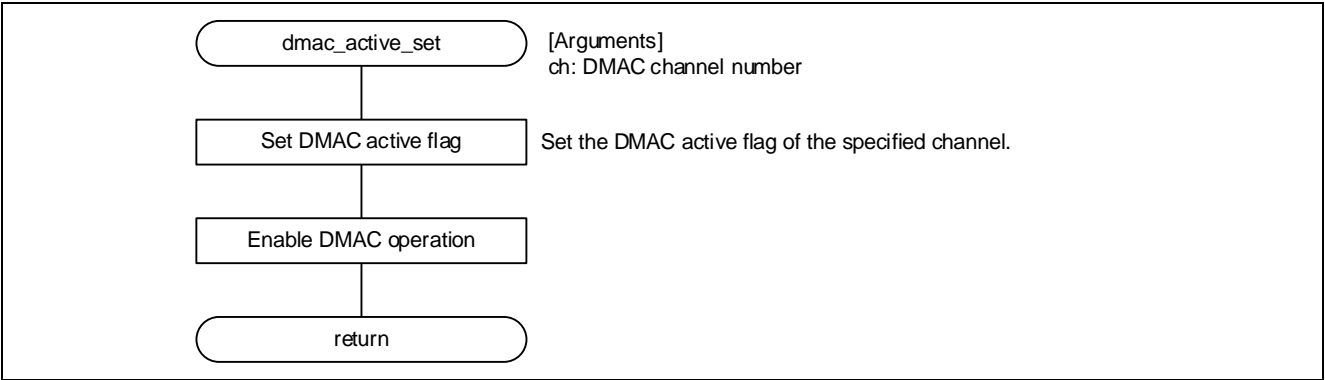 dmac_active_set
[Arguments]
ch: DMAC channel number
Set DMAC active flag
Set the DMAC active flag of the specified channel.
Enable DMAC operation
return